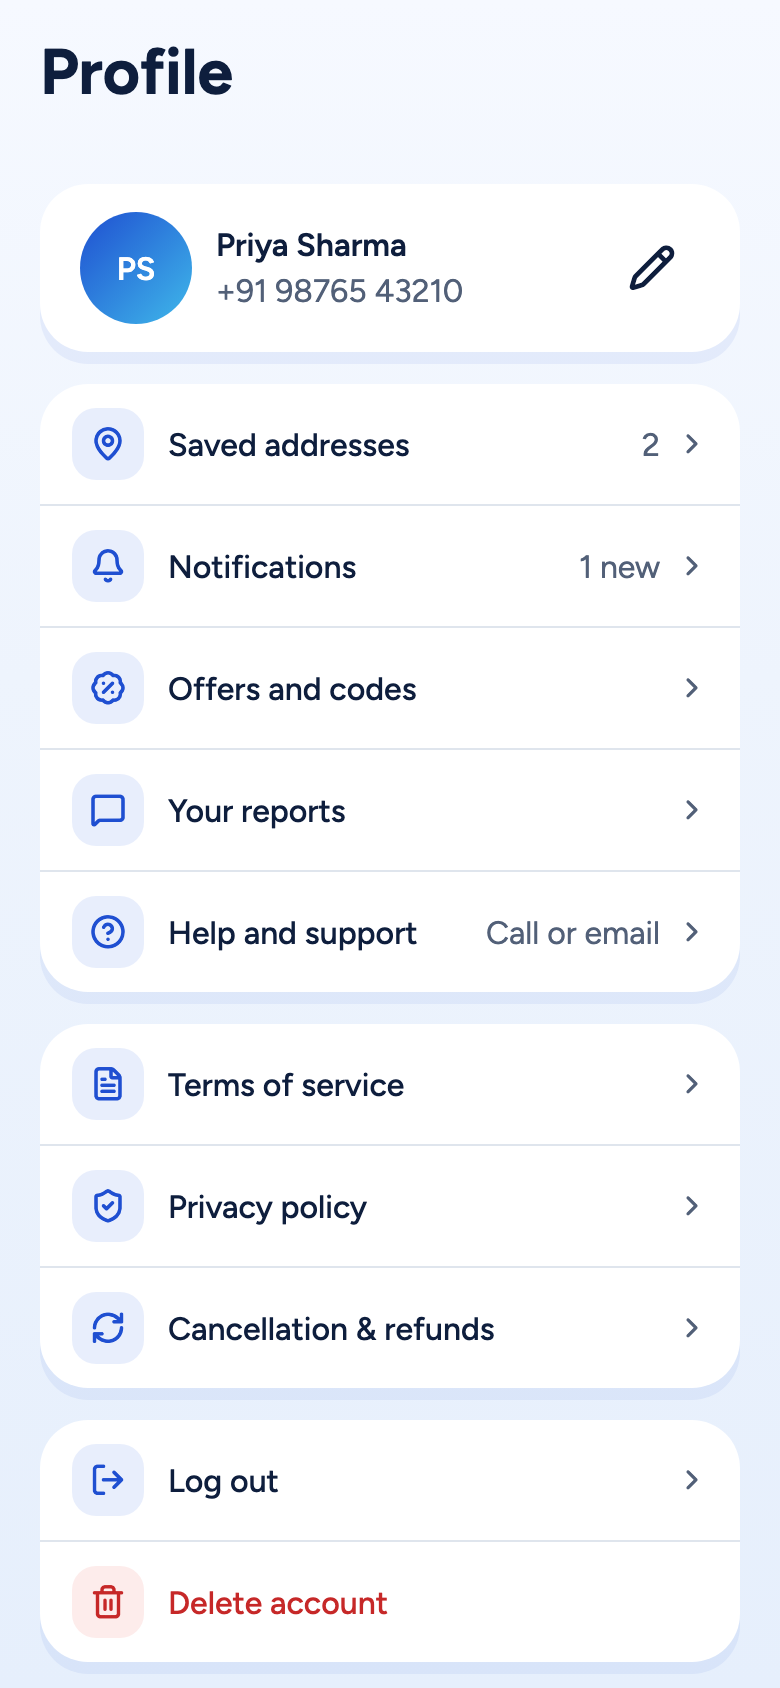 Profile
PS
Priya Sharma
+91 98765 43210
Saved addresses 2
Notifications 1 new
Offers and codes
Your reports
Help and support Call or email
Terms of service
Privacy policy
Cancellation & refunds
Log out
Delete account